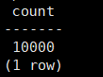 count
-------
10000
(1 row)